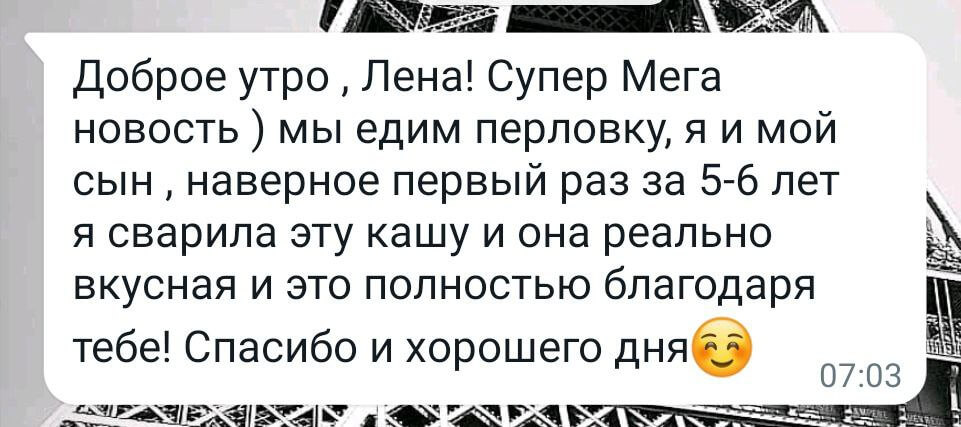 Доброе утро , Лена! Супер Мега
новость ) мы едим перловку, я и мой
сын , наверное первый раз за 5-6 лет
я сварила эту кашу и она реально
вкусная и это полностью благодаря
тебе! Спасибо и хорошего дня☺️
07:03